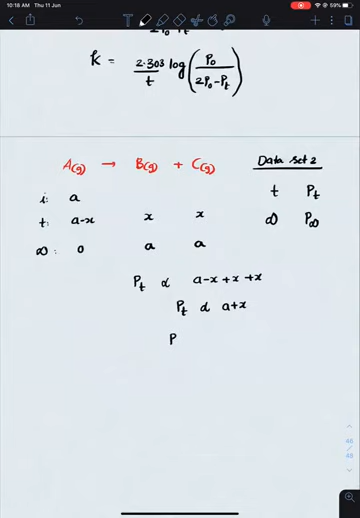 10:18 AM Thu 11 Jun
59%
K = 2.303/t log (P₀/(2P₀-Pₜ))
A(g) → B(g) + C(g)
Data set 2
i: a
t Pₜ
t: a-x x x
∞ P∞
∞: 0 a a
Pₜ α a-x+x+x
Pₜ α a+x
P
46
/
48